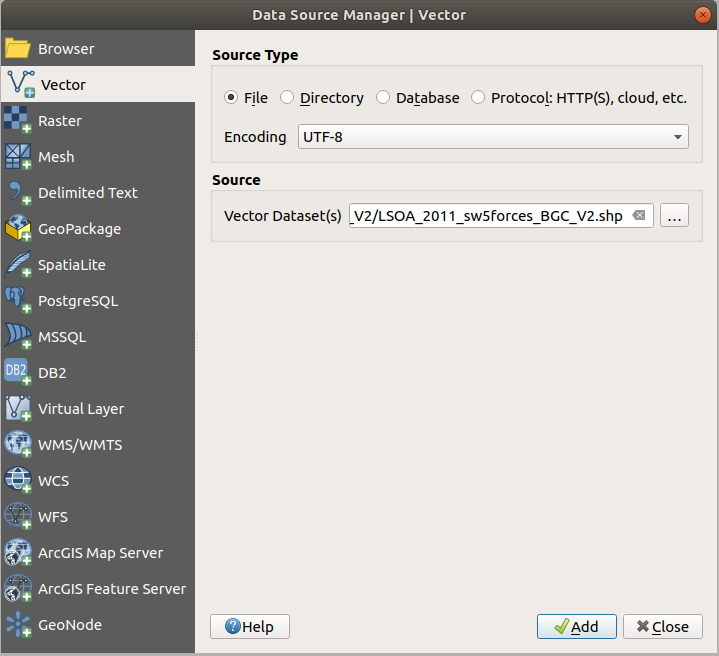 Data Source Manager | Vector
Browser
Vector
Raster
Mesh
Delimited Text
GeoPackage
SpatiaLite
PostgreSQL
MSSQL
DB2
DB2
Virtual Layer
WMS/WMTS
WCS
WFS
ArcGIS Map Server
ArcGIS Feature Server
GeoNode
Source Type
File Directory Database Protocol: HTTP(S), cloud, etc.
Encoding UTF-8
Source
Vector Dataset(s) _V2/LSOA_2011_sw5forces_BGC_V2.shp ...
Help Add Close